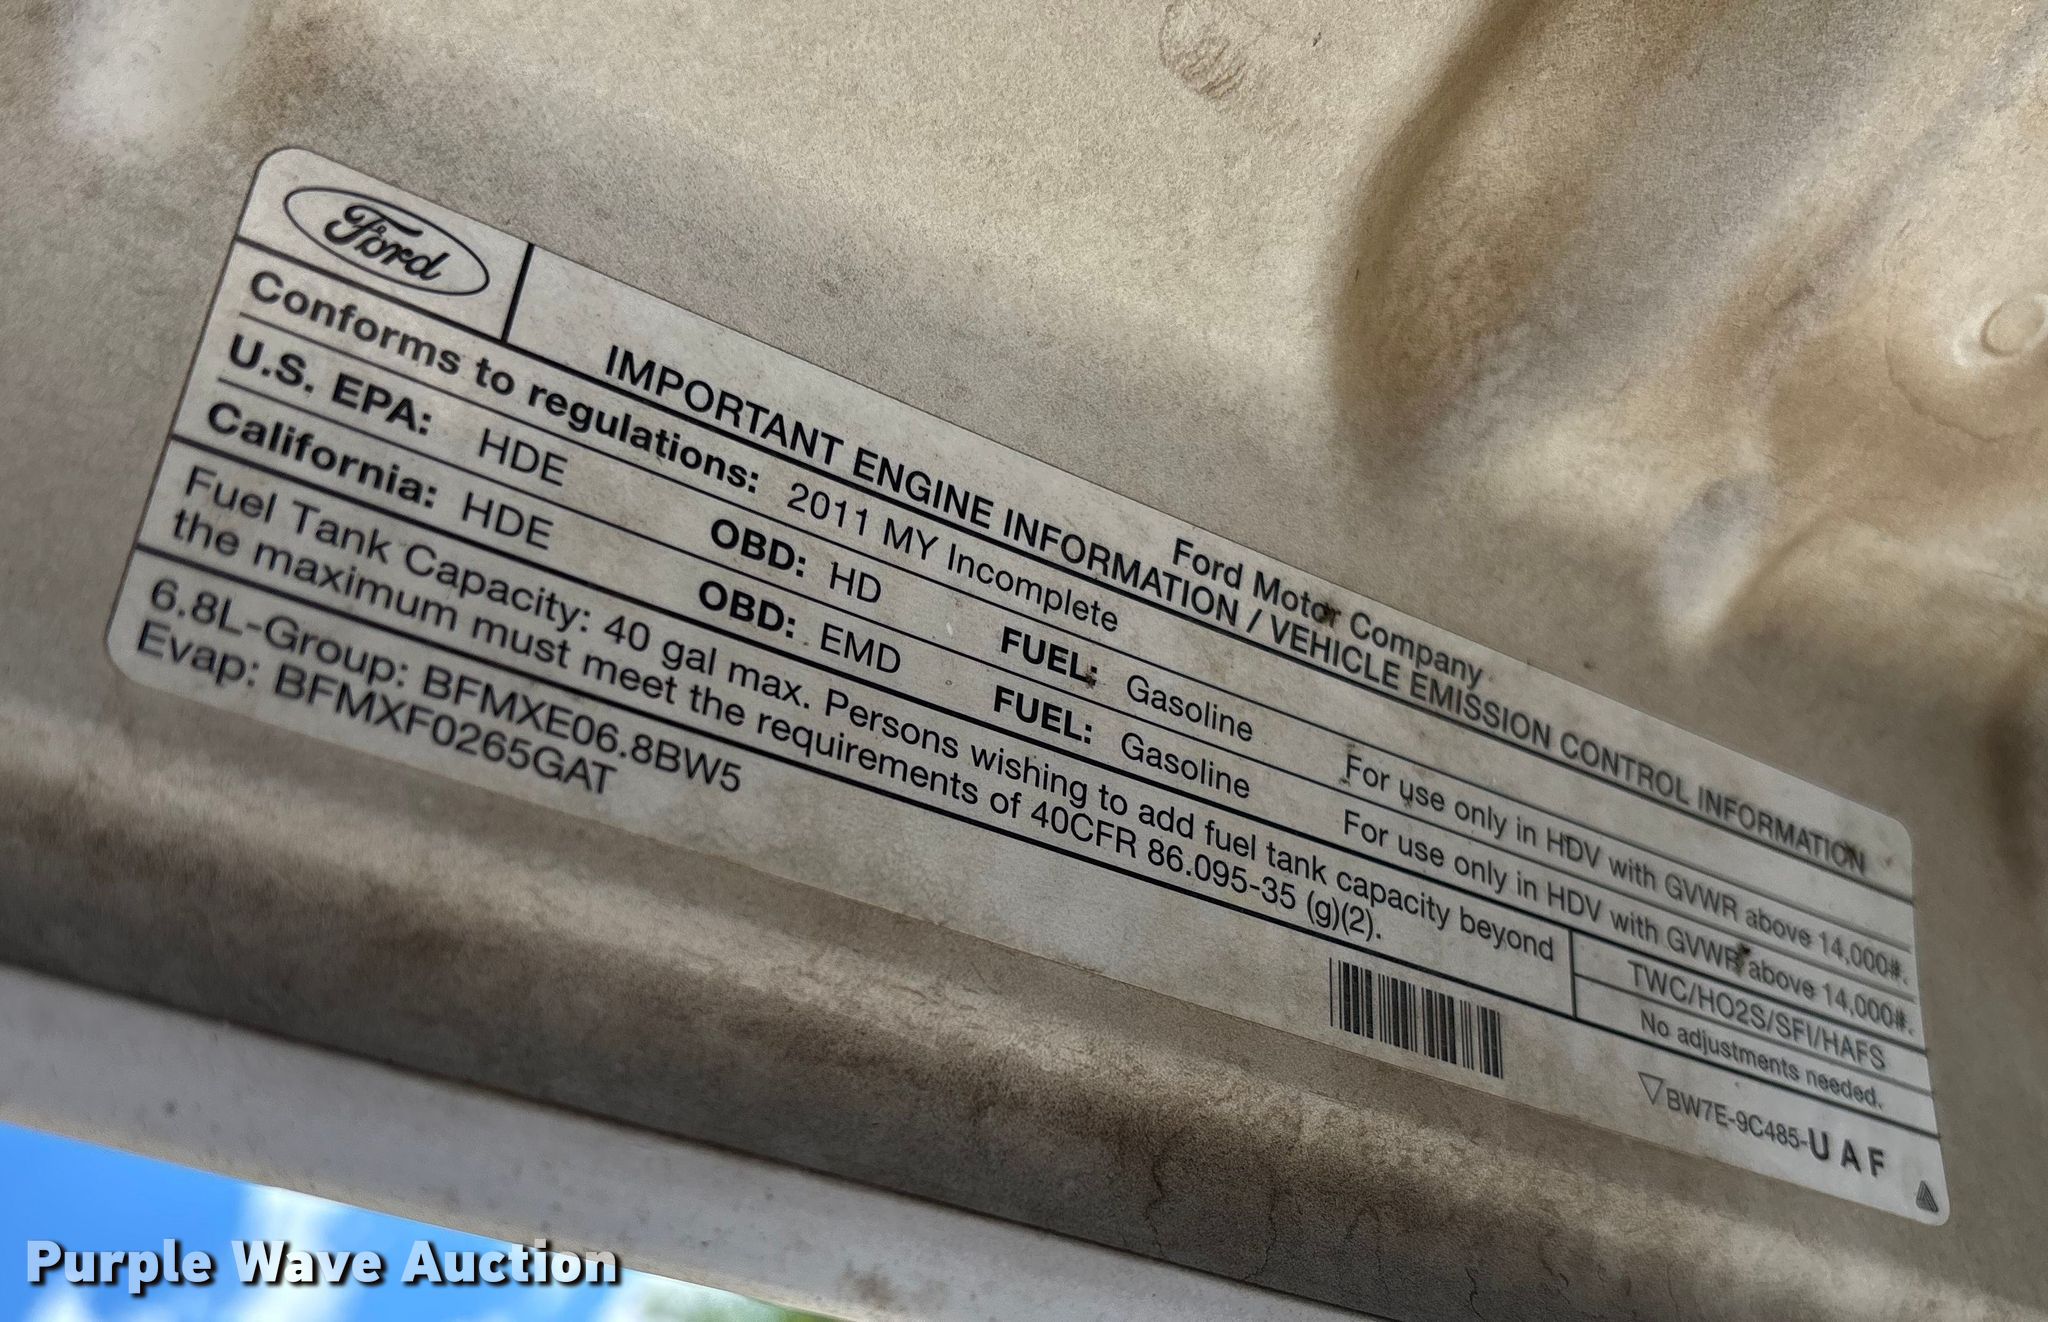 Ford
Ford Motor Company
IMPORTANT ENGINE INFORMATION / VEHICLE EMISSION CONTROL INFORMATION
Conforms to regulations: 2011 MY Incomplete
U.S. EPA: HDE OBD: HD FUEL: Gasoline For use only in HDV with GVWR above 14,000#.
California: HDE OBD: EMD FUEL: Gasoline For use only in HDV with GVWR above 14,000#.
Fuel Tank Capacity: 40 gal max. Persons wishing to add fuel tank capacity beyond
the maximum must meet the requirements of 40CFR 86.095-35 (g)(2).
TWC/HO2S/SFI/HAFS
No adjustments needed.
6.8L-Group: BFMXE06.8BW5
Evap: BFMXF0265GAT
▽BW7E-9C485-U A F
Purple Wave Auction